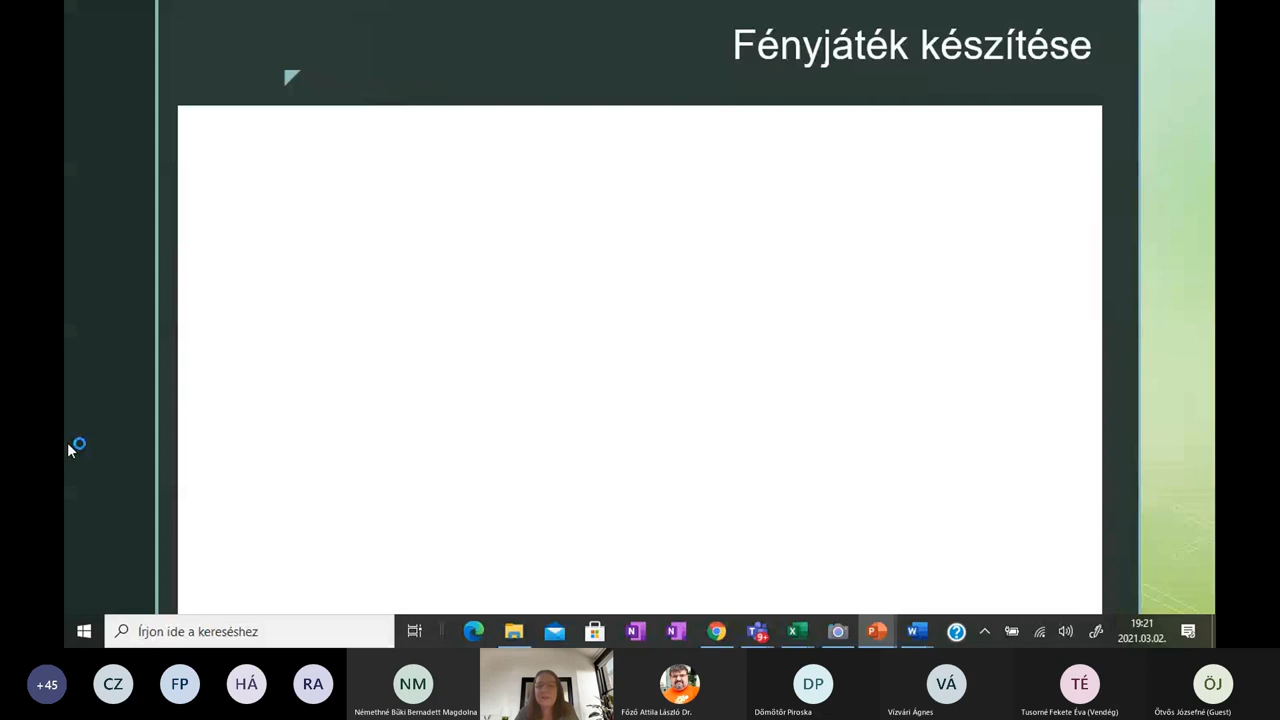 Fényjáték készítése
Írjon ide a kereséshez
9+
19:21
2021.03.02.
+45
CZ
FP
HÁ
RA
NM
DP
VÁ
TÉ
ÖJ
Némethné Büki Bernadett Magdolna
Főző Attila László Dr.
Dömötör Piroska
Vízvári Ágnes
Tusorné Fekete Éva (Vendég)
Ötvös Józsefné (Guest)